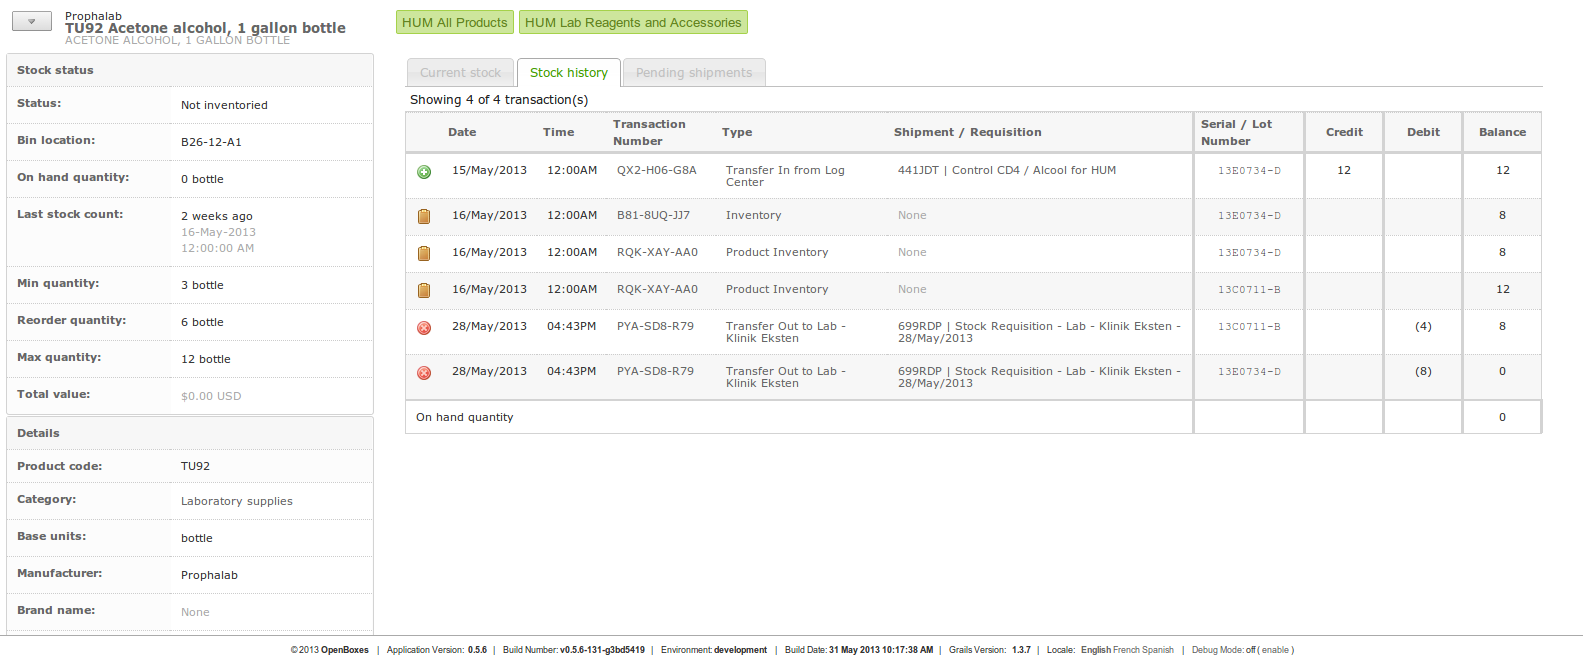 Prophalab
TU92 Acetone alcohol, 1 gallon bottle
ACETONE ALCOHOL, 1 GALLON BOTTLE
HUM All Products
HUM Lab Reagents and Accessories
Stock status
Status: Not inventoried
Bin location: B26-12-A1
On hand quantity: 0 bottle
Last stock count: 2 weeks ago
16-May-2013
12:00:00 AM
Min quantity: 3 bottle
Reorder quantity: 6 bottle
Max quantity: 12 bottle
Total value: $0.00 USD
Details
Product code: TU92
Category: Laboratory supplies
Base units: bottle
Manufacturer: Prophalab
Brand name: None
Current stock Stock history Pending shipments
Showing 4 of 4 transaction(s)
Date Time Transaction Number Type Shipment / Requisition Serial / Lot Number Credit Debit Balance
15/May/2013 12:00AM QX2-H06-G8A Transfer In from Log 441JDT | Control CD4 / Alcool for HUM 13E0734-D 12 12
Center
16/May/2013 12:00AM B81-8UQ-JJ7 Inventory None 13E0734-D 8
16/May/2013 12:00AM RQK-XAY-AA0 Product Inventory None 13E0734-D 8
16/May/2013 12:00AM RQK-XAY-AA0 Product Inventory None 13C0711-B 12
28/May/2013 04:43PM PYA-SD8-R79 Transfer Out to Lab - 699RDP | Stock Requisition - Lab - Klinik Eksten - 13C0711-B (4) 8
Klinik Eksten 28/May/2013
28/May/2013 04:43PM PYA-SD8-R79 Transfer Out to Lab - 699RDP | Stock Requisition - Lab - Klinik Eksten - 13E0734-D (8) 0
Klinik Eksten 28/May/2013
On hand quantity 0
© 2013 OpenBoxes | Application Version: 0.5.6 | Build Number: v0.5.6-131-g3bd5419 | Environment: development | Build Date: 31 May 2013 10:17:38 AM | Grails Version: 1.3.7 | Locale: English French Spanish | Debug Mode: off ( enable )